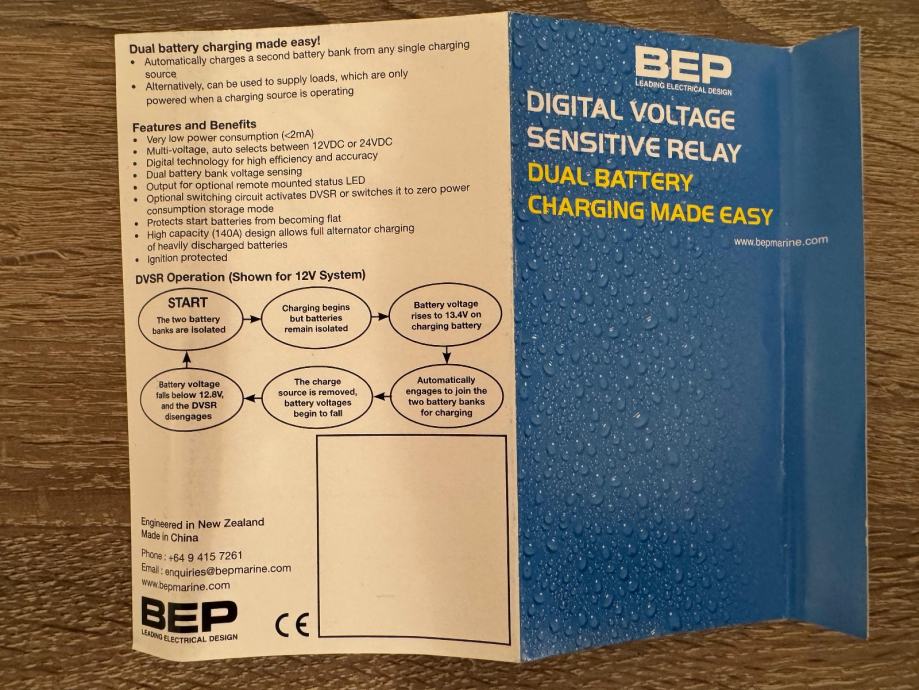 Dual battery charging made easy!
• Automatically charges a second battery bank from any single charging
source
• Alternatively, can be used to supply loads, which are only
powered when a charging source is operating
Features and Benefits
• Very low power consumption (<2mA)
• Multi-voltage, auto selects between 12VDC or 24VDC
• Digital technology for high efficiency and accuracy
• Dual battery bank voltage sensing
• Output for optional remote mounted status LED
• Optional switching circuit activates DVSR or switches it to zero power
consumption storage mode
• Protects start batteries from becoming flat
• High capacity (140A) design allows full alternator charging
of heavily discharged batteries
• Ignition protected
DVSR Operation (Shown for 12V System)
START
The two battery
banks are isolated
Charging begins
but batteries
remain isolated
Battery voltage
rises to 13.4V on
charging battery
Automatically
engages to join the
two battery banks
for charging
The charge
source is removed,
battery voltages
begin to fall
Battery voltage
falls below 12.8V,
and the DVSR
disengages
Engineered in New Zealand
Made in China
Phone : +64 9 415 7261
Email : enquiries@bepmarine.com
www.bepmarine.com
BEP
LEADING ELECTRICAL DESIGN
CE
BEP
LEADING ELECTRICAL DESIGN
DIGITAL VOLTAGE
SENSITIVE RELAY
DUAL BATTERY
CHARGING MADE EASY
www.bepmarine.com